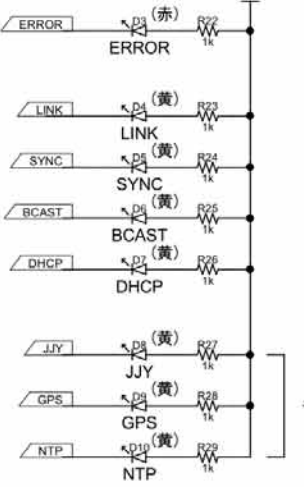 ERROR D3 (赤) R22
ERROR 1k
LINK D4 (黄) R23
LINK 1k
SYNC D5 (黄) R24
SYNC 1k
BCAST D6 (黄) R25
BCAST 1k
DHCP D7 (黄) R26
DHCP 1k
JJY D8 (黄) R27
JJY 1k
GPS D9 (黄) R28
GPS 1k
NTP D10 (黄) R29
NTP 1k